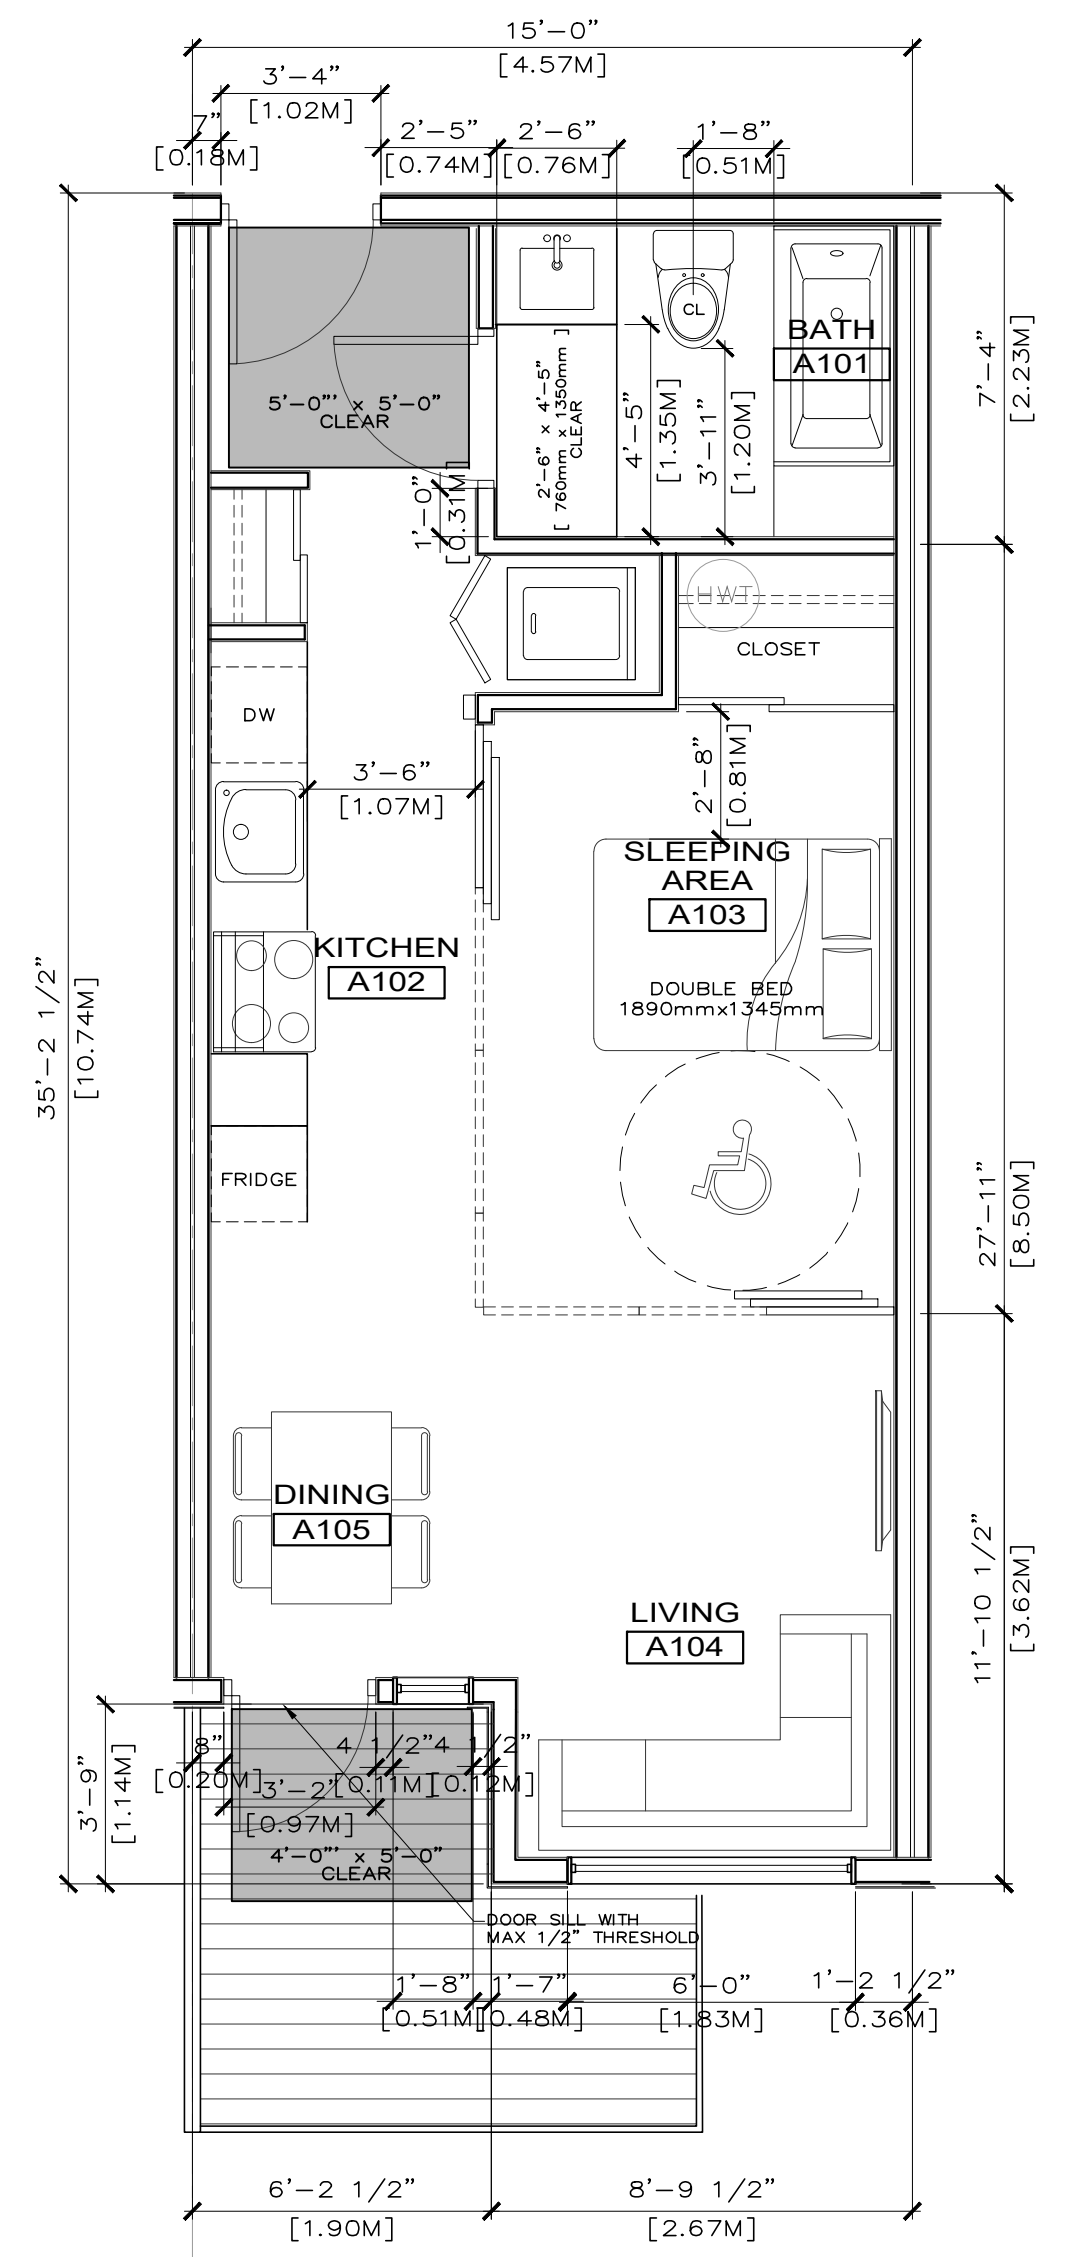 15'-0"
[4.57M]
3'-4"
[1.02M]
7"
[0.18M]
2'-5"
[0.74M]
2'-6"
[0.76M]
1'-8"
[0.51M]
CL
BATH
A101
7'-4"
[2.23M]
5'-0"' x 5'-0"
CLEAR
2'-6" x 4'-5"
[ 760mm x 1350mm ]
CLEAR
4'-5"
[1.35M]
3'-11"
[1.20M]
1'-0"
[0.31M]
HWT
CLOSET
DW
3'-6"
[1.07M]
2'-8"
[0.81M]
SLEEPING
AREA
A103
KITCHEN
A102
DOUBLE BED
1890mmx1345mm
35'-2 1/2"
[10.74M]
FRIDGE
27'-11"
[8.50M]
DINING
A105
LIVING
A104
11'-10 1/2"
[3.62M]
3'-9"
[1.14M]
8"
[0.20M]
4 1/2"
[0.11M]
4 1/2"
[0.12M]
3'-2"
[0.97M]
4'-0"' x 5'-0"
CLEAR
DOOR SILL WITH
MAX 1/2" THRESHOLD
1'-8"
[0.51M]
1'-7"
[0.48M]
6'-0"
[1.83M]
1'-2 1/2"
[0.36M]
6'-2 1/2"
[1.90M]
8'-9 1/2"
[2.67M]